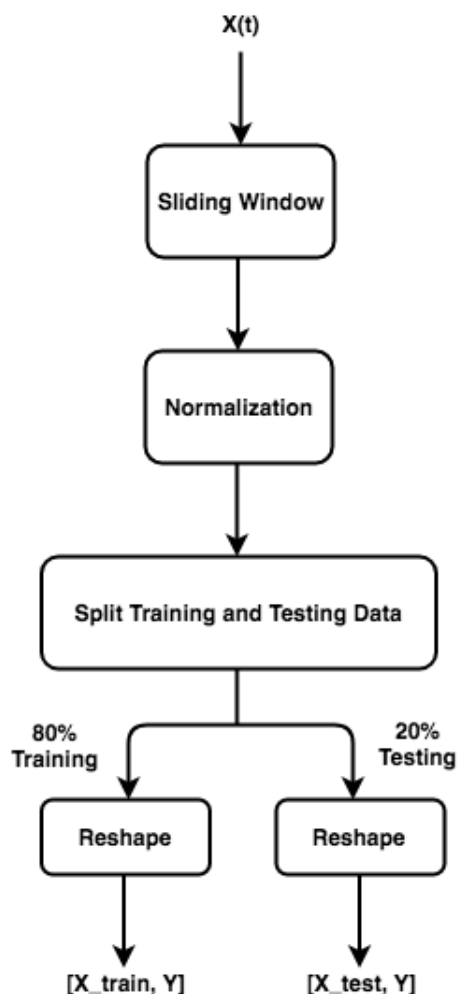 X(t)
Sliding Window
Normalization
Split Training and Testing Data
80%
Training
20%
Testing
Reshape
Reshape
[X_train, Y]
[X_test, Y]